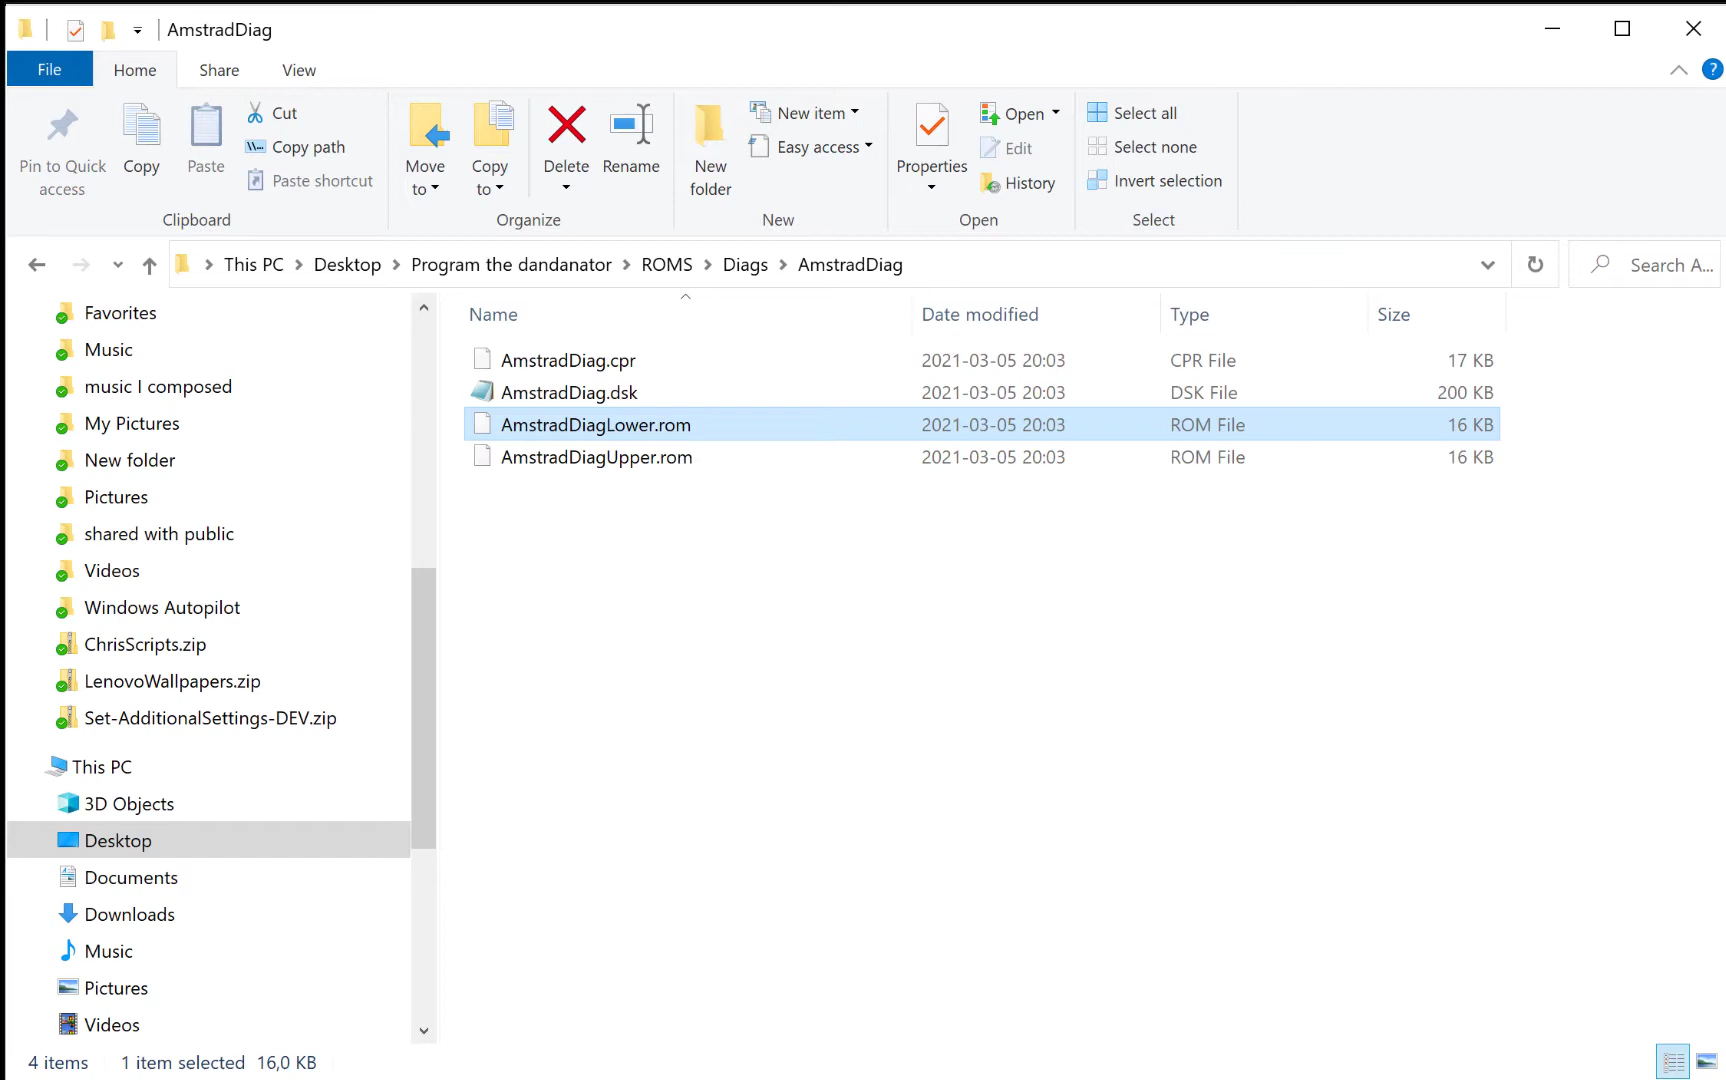 AmstradDiag
File Home Share View
Pin to Quick access
Copy
Paste
Cut
Copy path
Paste shortcut
Clipboard
Move to
Copy to
Delete
Rename
Organize
New folder
New item
Easy access
New
Properties
Open
Edit
History
Open
Select all
Select none
Invert selection
Select
This PC Desktop Program the dandanator ROMS Diags AmstradDiag
Search A...
Favorites
Music
music I composed
My Pictures
New folder
Pictures
shared with public
Videos
Windows Autopilot
ChrisScripts.zip
LenovoWallpapers.zip
Set-AdditionalSettings-DEV.zip
This PC
3D Objects
Desktop
Documents
Downloads
Music
Pictures
Videos
Name Date modified Type Size
AmstradDiag.cpr 2021-03-05 20:03 CPR File 17 KB
AmstradDiag.dsk 2021-03-05 20:03 DSK File 200 KB
AmstradDiagLower.rom 2021-03-05 20:03 ROM File 16 KB
AmstradDiagUpper.rom 2021-03-05 20:03 ROM File 16 KB
4 items 1 item selected 16,0 KB